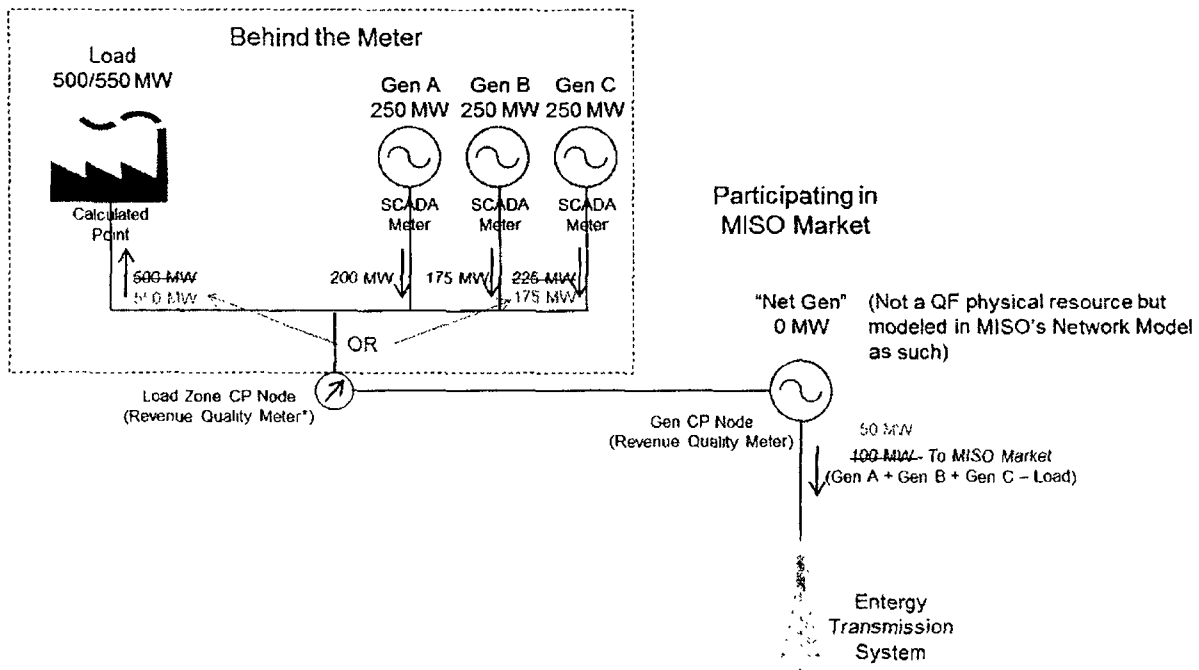 Behind the Meter
Load
500/550 MW
Gen A
250 MW
Gen B
250 MW
Gen C
250 MW
SCADA
Meter
SCADA
Meter
SCADA
Meter
Calculated
Point
500 MW
550 MW
200 MW
175 MW
225 MW
175 MW
OR
Participating in
MISO Market
"Net Gen"
0 MW
(Not a QF physical resource but
modeled in MISO's Network Model
as such)
Load Zone CP Node
(Revenue Quality Meter*)
Gen CP Node
(Revenue Quality Meter)
50 MW
100 MW - To MISO Market
(Gen A + Gen B + Gen C – Load)
Entergy
Transmission
System